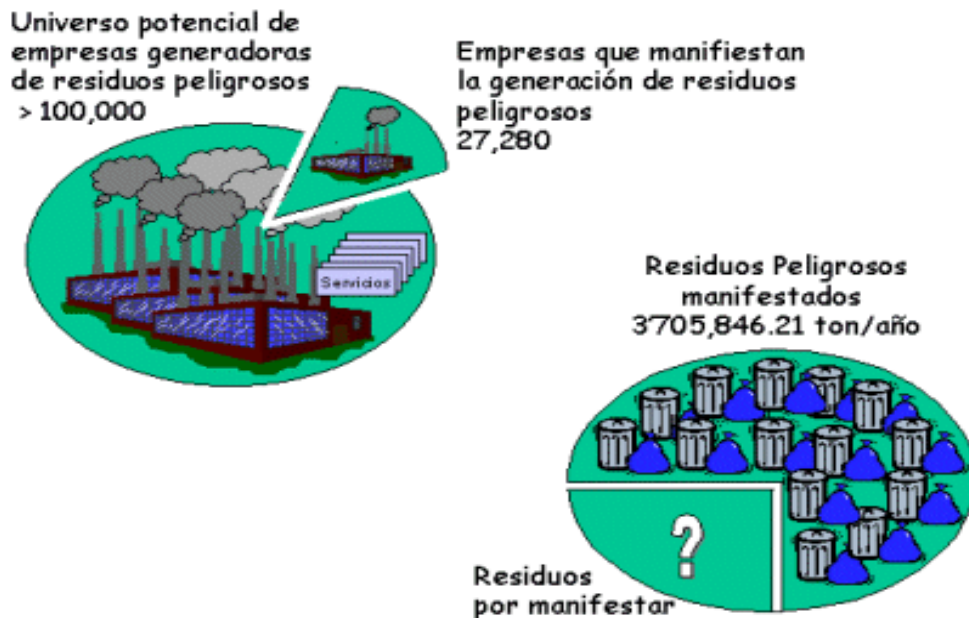 Universo potencial de
empresas generadoras
de residuos peligrosos
> 100,000
Empresas que manifiestan
la generación de residuos
peligrosos
27,280
Servicios
Residuos Peligrosos
manifestados
3'705,846.21 ton/año
?
Residuos
por manifestar